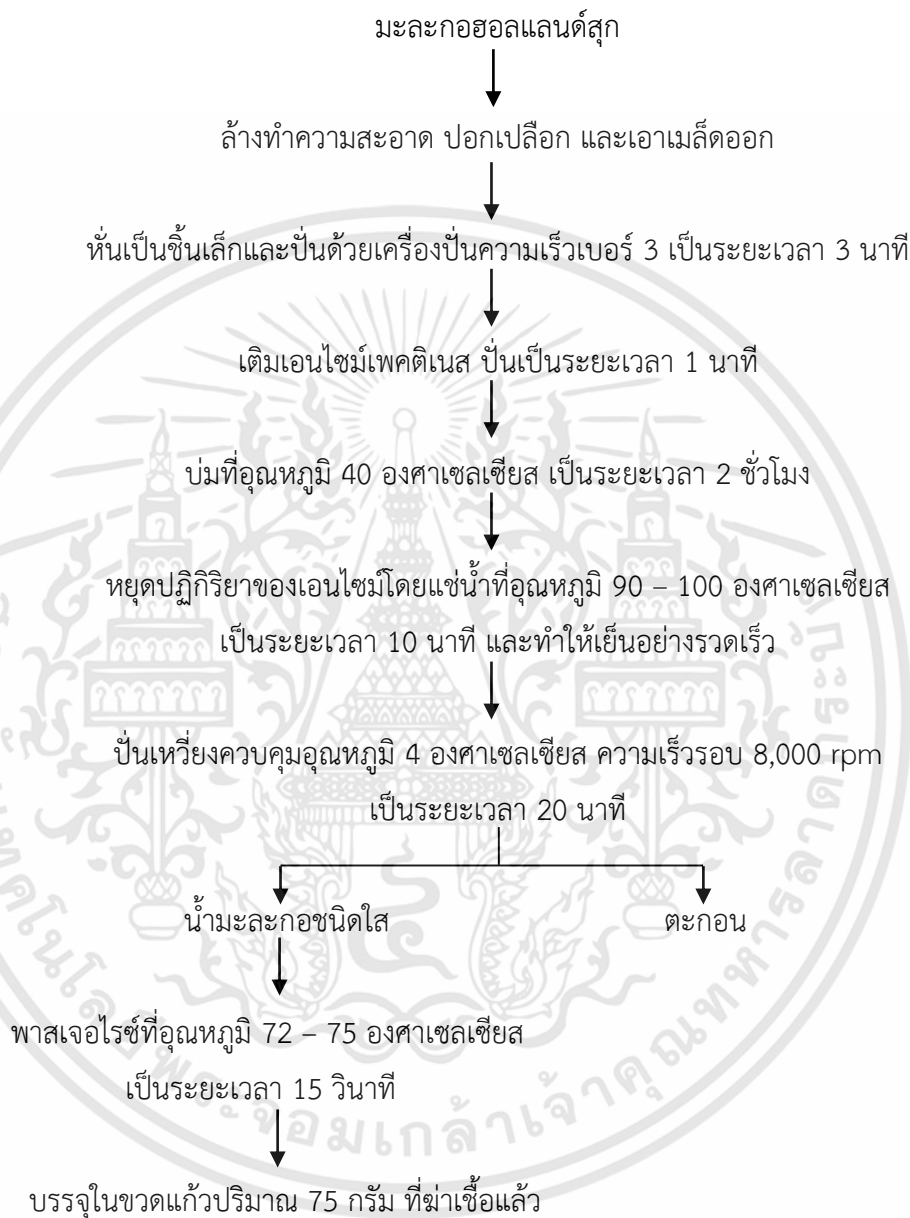 มะละกอฮอลแลนด์สุก
ล้างทำความสะอาด ปอกเปลือก และเอาเมล็ดออก
หั่นเป็นชิ้นเล็กและปั่นด้วยเครื่องปั่นความเร็วเบอร์ 3 เป็นระยะเวลา 3 นาที
เติมเอนไซม์เพคติเนส ปั่นเป็นระยะเวลา 1 นาที
บ่มที่อุณหภูมิ 40 องศาเซลเซียส เป็นระยะเวลา 2 ชั่วโมง
หยุดปฏิกิริยาของเอนไซม์โดยแช่น้ำที่อุณหภูมิ 90 – 100 องศาเซลเซียส
เป็นระยะเวลา 10 นาที และทำให้เย็นอย่างรวดเร็ว
ปั่นเหวี่ยงควบคุมอุณหภูมิ 4 องศาเซลเซียส ความเร็วรอบ 8,000 rpm
เป็นระยะเวลา 20 นาที
น้ำมะละกอชนิดใส
ตะกอน
พาสเจอไรซ์ที่อุณหภูมิ 72 – 75 องศาเซลเซียส
เป็นระยะเวลา 15 วินาที
บรรจุในขวดแก้วปริมาณ 75 กรัม ที่ฆ่าเชื้อแล้ว